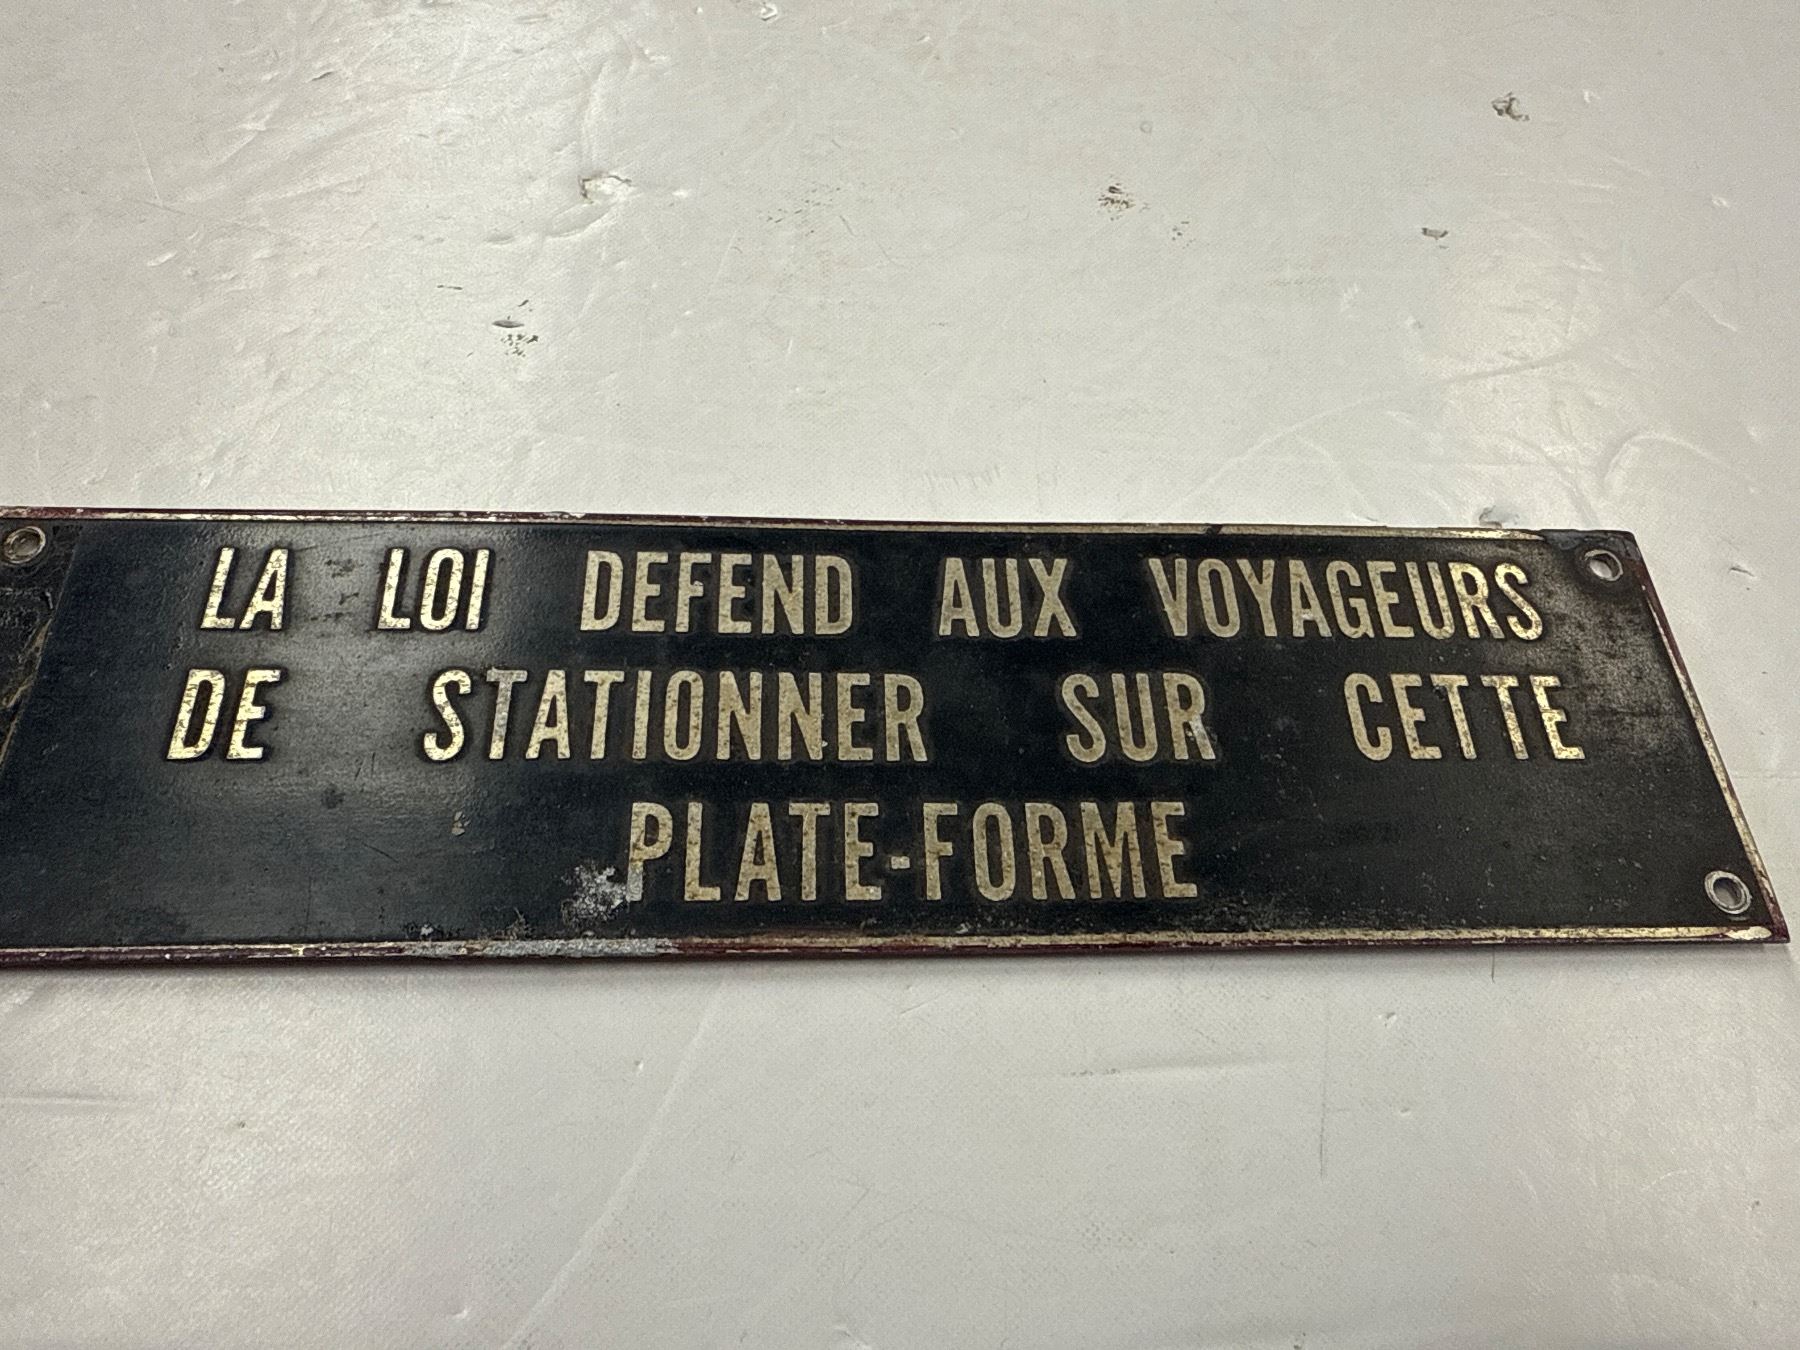 LA LOI DEFEND AUX VOYAGEURS
DE STATIONNER SUR CETTE
PLATE-FORME